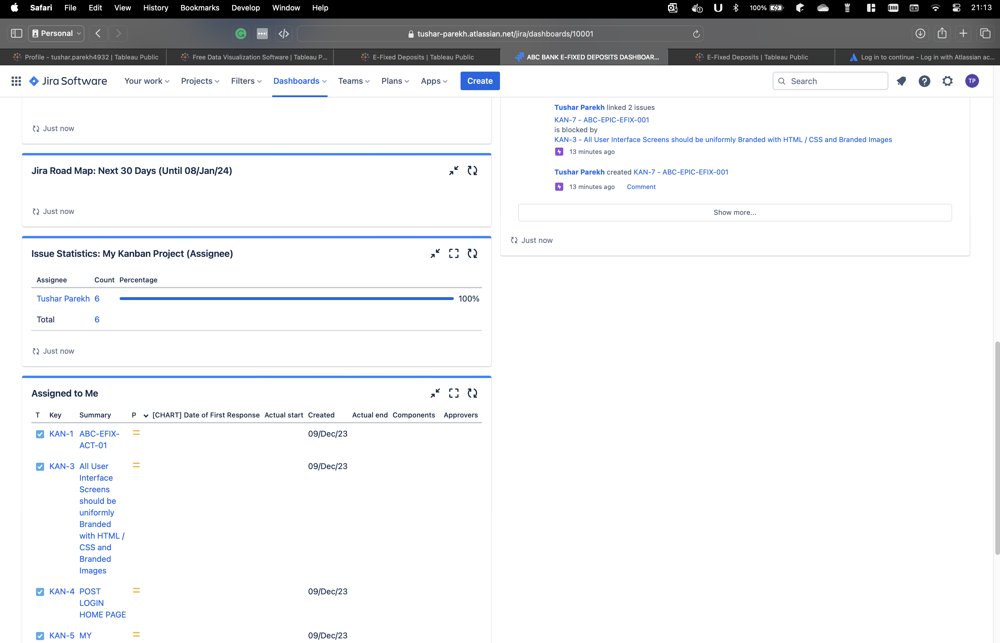 Safari File Edit View History Bookmarks Develop Window Help 100% 21:13
Personal tushar-parekh.atlassian.net/jira/dashboards/10001
Profile - tushar.parekh4932 | Tableau Public Free Data Visualization Software | Tableau P... E-Fixed Deposits | Tableau Public ABC BANK E-FIXED DEPOSITS DASHBOAR... E-Fixed Deposits | Tableau Public Log in to continue - Log in with Atlassian ac...
Jira Software Your work Projects Filters Dashboards Teams Plans Apps Create Search TP
Just now
Jira Road Map: Next 30 Days (Until 08/Jan/24)
Just now
Issue Statistics: My Kanban Project (Assignee)
Assignee Count Percentage
Tushar Parekh 6 100%
Total 6
Just now
Assigned to Me
T Key Summary P [CHART] Date of First Response Actual start Created Actual end Components Approvers
KAN-1 ABC-EFIX- 09/Dec/23
ACT-01
KAN-3 All User 09/Dec/23
Interface
Screens
should be
uniformly
Branded
with HTML /
CSS and
Branded
Images
KAN-4 POST 09/Dec/23
LOGIN
HOME PAGE
KAN-5 MY 09/Dec/23
Tushar Parekh linked 2 issues
KAN-7 - ABC-EPIC-EFIX-001
is blocked by
KAN-3 - All User Interface Screens should be uniformly Branded with HTML / CSS and Branded Images
13 minutes ago
Tushar Parekh created KAN-7 - ABC-EPIC-EFIX-001
13 minutes ago Comment
Show more...
Just now